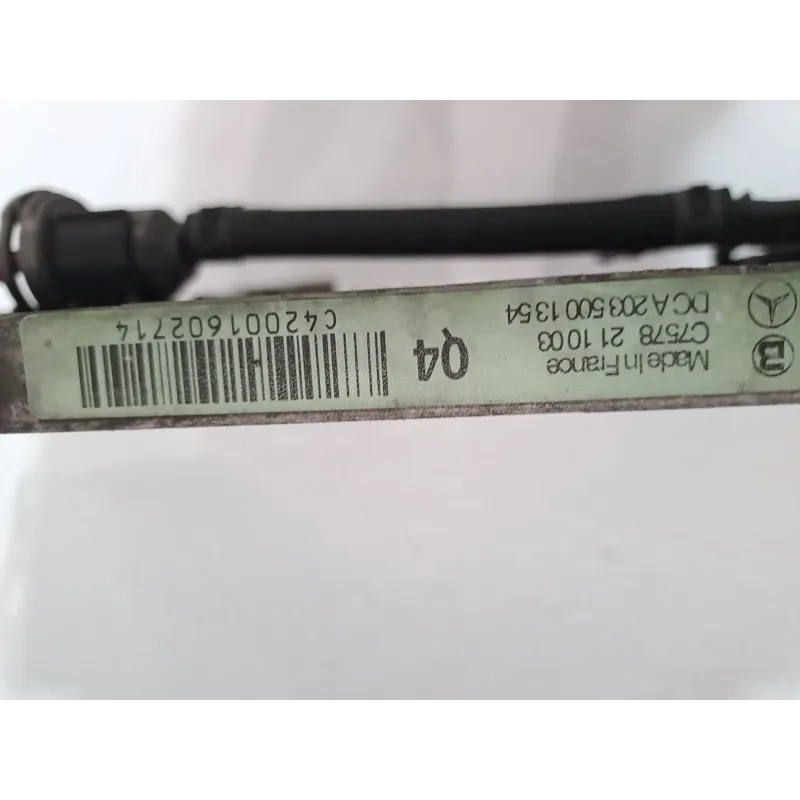 Made In France
C7578 21 10 03
DC A 203 500 13 54
Q4
C42001602714